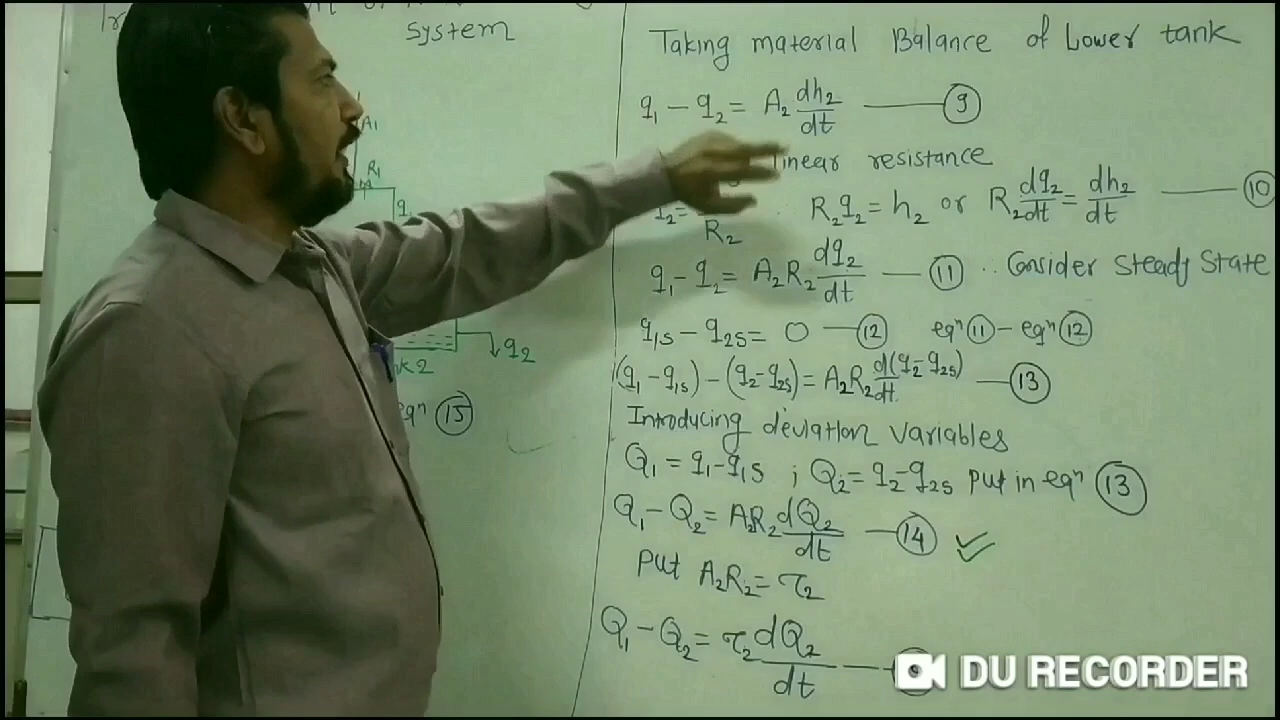 system
A1
R1
q
q2
k 2
eqn (15)
Taking material Balance of Lower tank
q1 - q2 = A2 dh2/dt —— (9)
linear resistance
R2
R2q2 = h2 or R2 dq2/dt = dh2/dt —— (10)
q1 - q2 = A2R2 dq2/dt — (11) .. Consider Steady State
q1s - q2s = 0 — (12) eqn (11) - eqn (12)
(q1 - q1s) - (q2 - q2s) = A2R2 d(q2 - q2s)/dt — (13)
Introducing deviation variables
Q1 = q1 - q1s ; Q2 = q2 - q2s put in eqn (13)
Q1 - Q2 = A2R2 dQ2/dt — (14)
Put A2R2 = τ2
Q1 - Q2 = τ2 dQ2/dt —
DU RECORDER